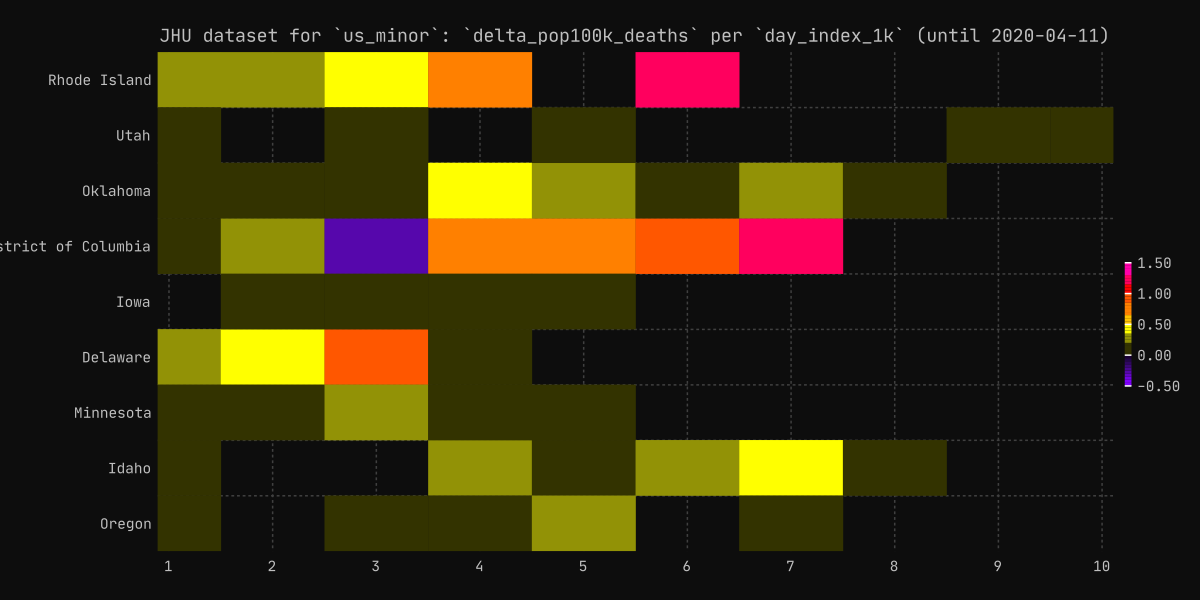 JHU dataset for `us_minor`: `delta_pop100k_deaths` per `day_index_1k` (until 2020-04-11)
Rhode Island
Utah
Oklahoma
strict of Columbia
Iowa
Delaware
Minnesota
Idaho
Oregon
1 2 3 4 5 6 7 8 9 10
1.50
1.00
0.50
0.00
-0.50